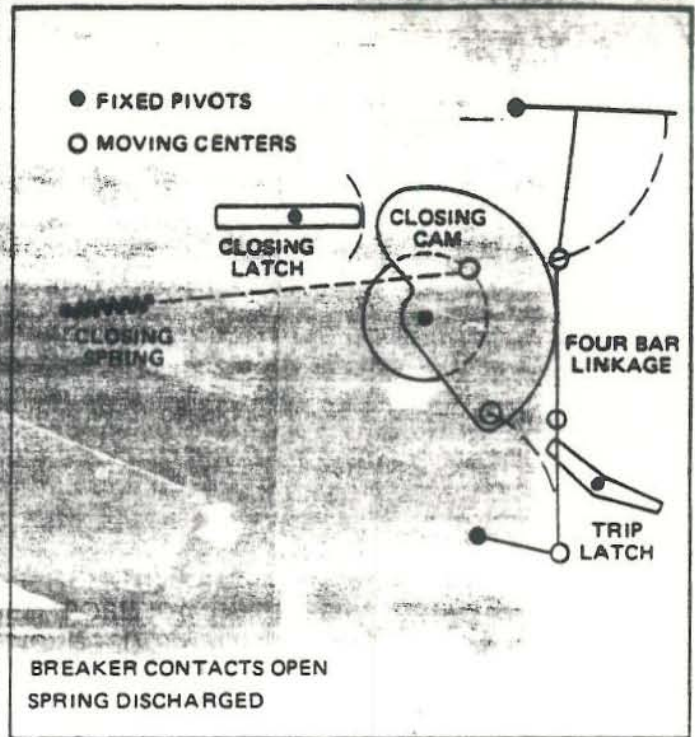 FIXED PIVOTS
MOVING CENTERS
CLOSING
LATCH
CLOSING
CAM
CLOSING
SPRING
FOUR BAR
LINKAGE
TRIP
LATCH
BREAKER CONTACTS OPEN
SPRING DISCHARGED